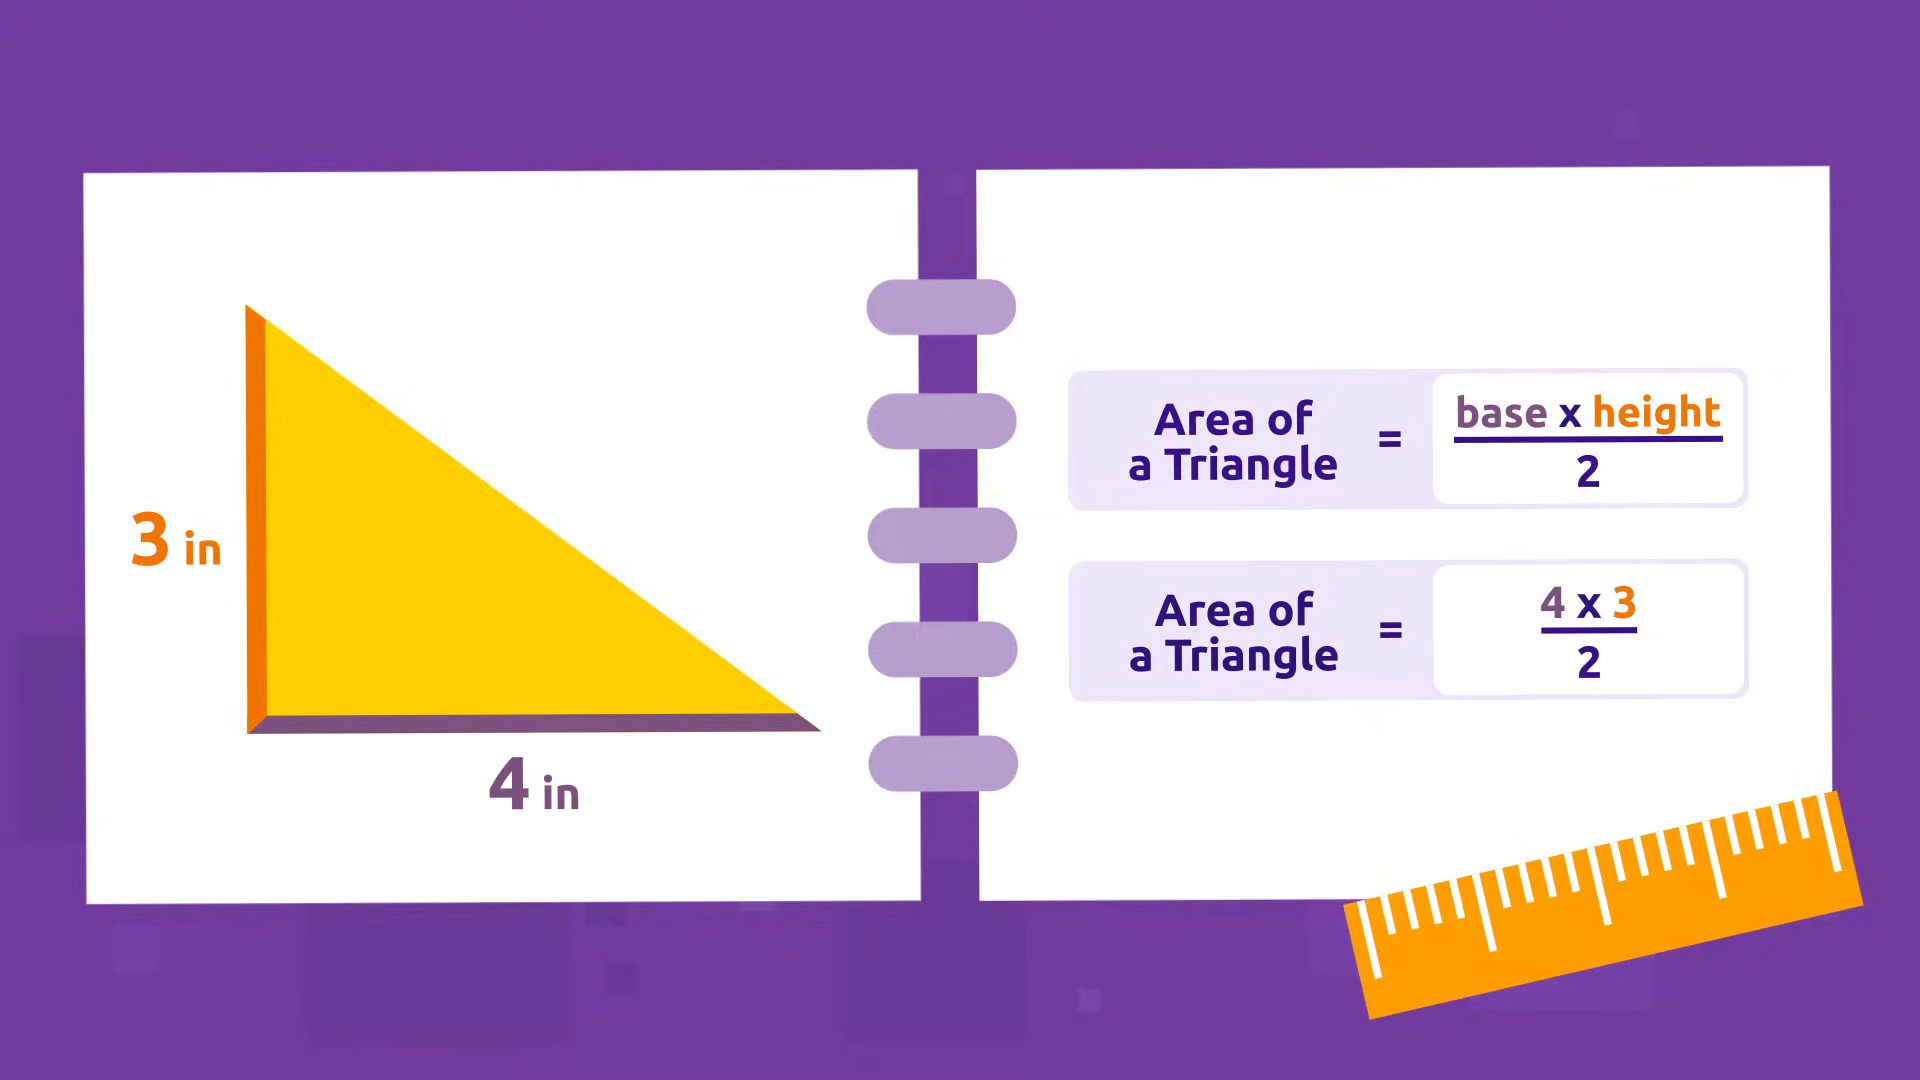 3 in
4 in
Area of
a Triangle
=
base x height
2
Area of
a Triangle
=
4 x 3
2